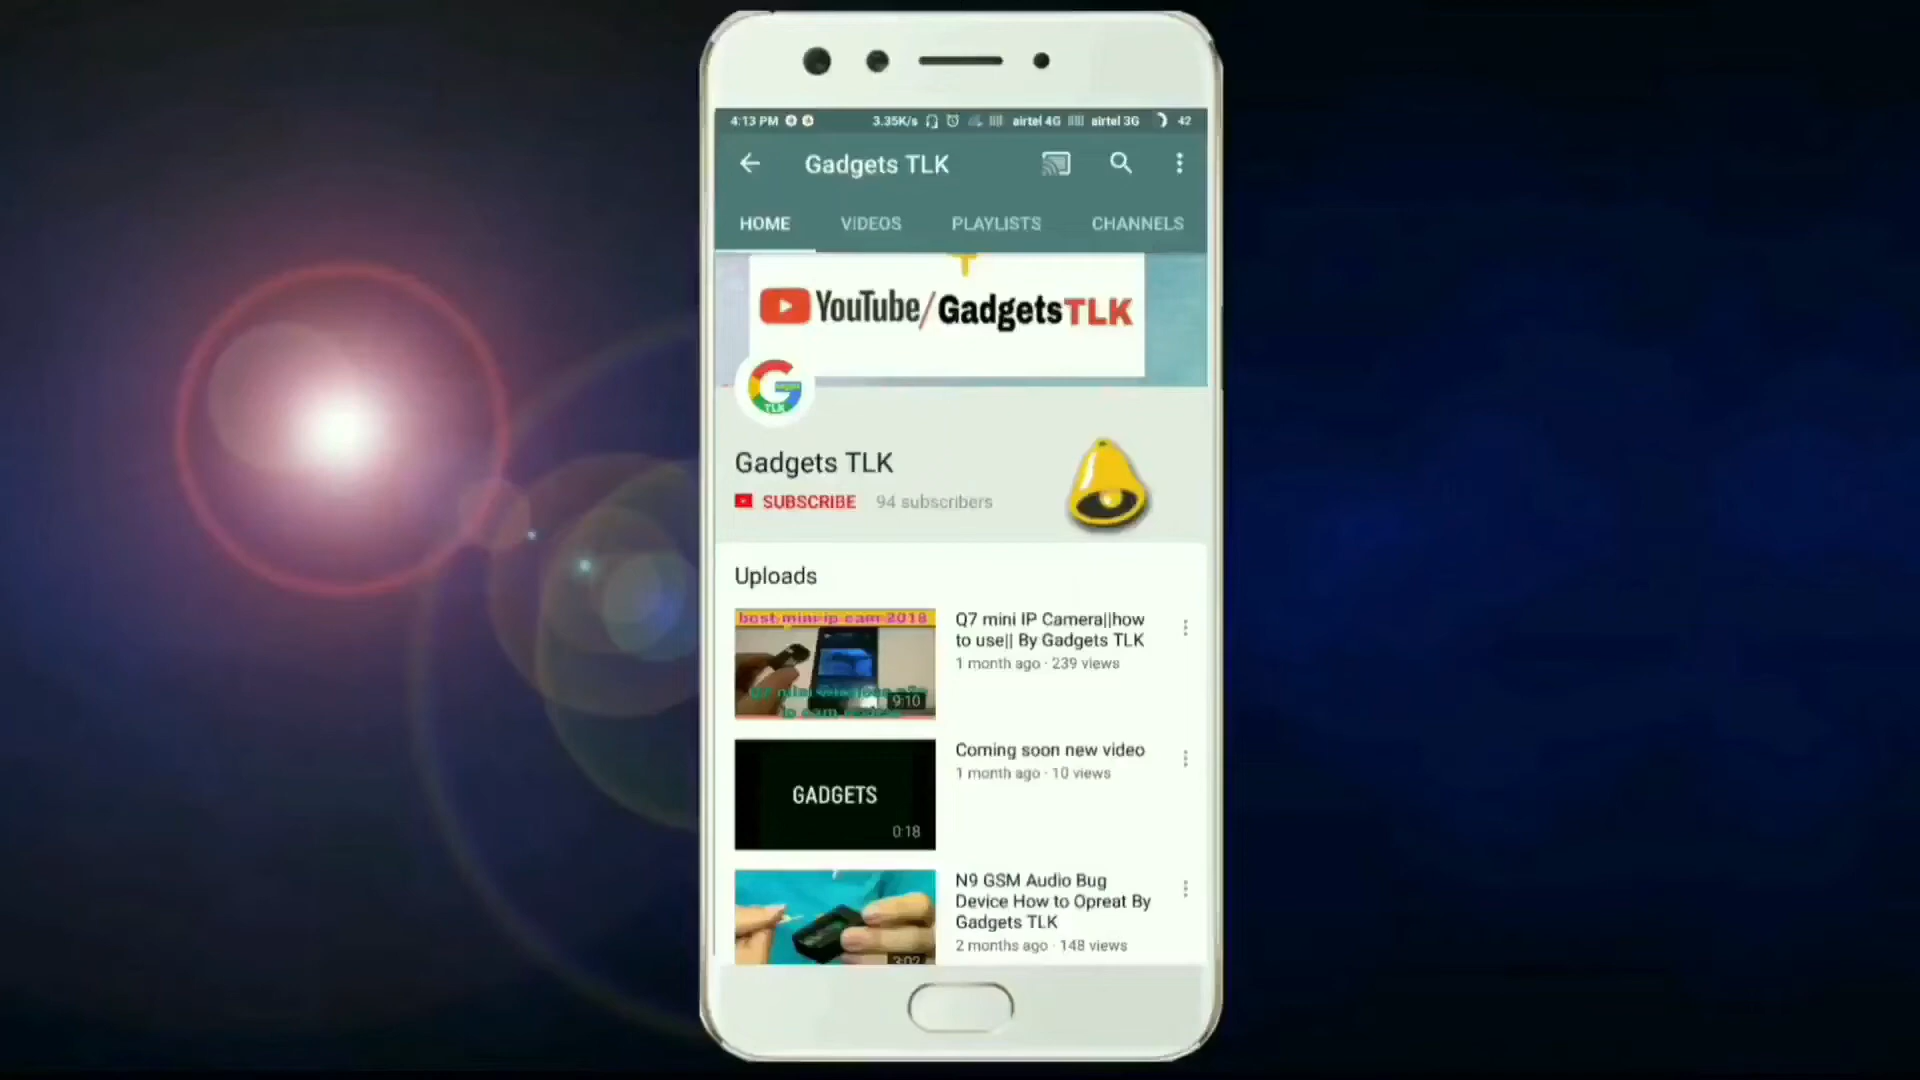 4:13 PM 3.35K/s airtel 4G airtel 3G 42
Gadgets TLK
HOME VIDEOS PLAYLISTS CHANNELS
YouTube/GadgetsTLK
TLK
Gadgets TLK
SUBSCRIBE 94 subscribers
Uploads
best mini ip cam 2018
9:10
Q7 mini IP Camera||how
to use|| By Gadgets TLK
1 month ago · 239 views
GADGETS
0:18
Coming soon new video
1 month ago · 10 views
3:02
N9 GSM Audio Bug
Device How to Opreat By
Gadgets TLK
2 months ago · 148 views